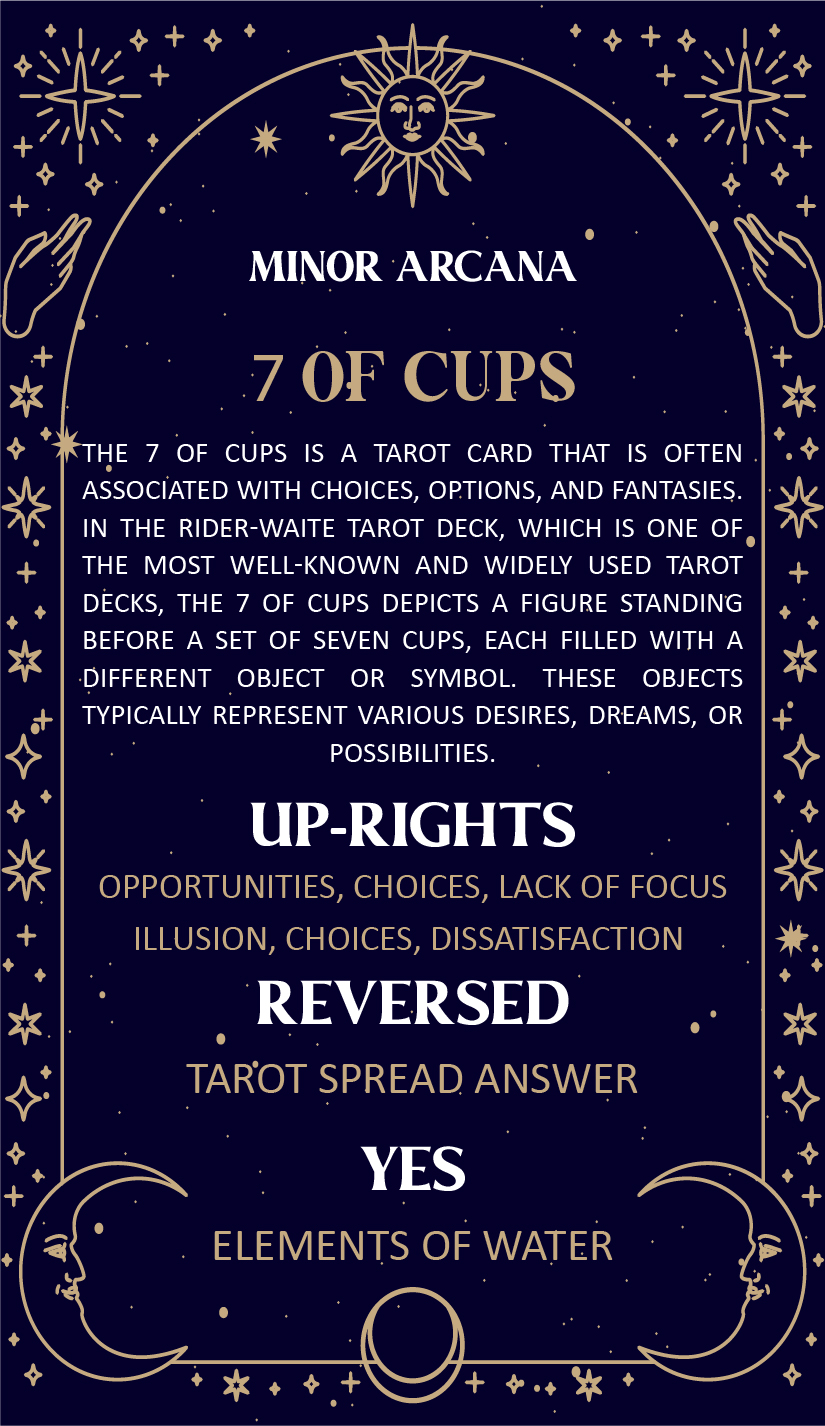 MINOR ARCANA
7 OF CUPS
THE 7 OF CUPS IS A TAROT CARD THAT IS OFTEN
ASSOCIATED WITH CHOICES, OPTIONS, AND FANTASIES.
IN THE RIDER-WAITE TAROT DECK, WHICH IS ONE OF
THE MOST WELL-KNOWN AND WIDELY USED TAROT
DECKS, THE 7 OF CUPS DEPICTS A FIGURE STANDING
BEFORE A SET OF SEVEN CUPS, EACH FILLED WITH A
DIFFERENT OBJECT OR SYMBOL. THESE OBJECTS
TYPICALLY REPRESENT VARIOUS DESIRES, DREAMS, OR
POSSIBILITIES.
UP-RIGHTS
OPPORTUNITIES, CHOICES, LACK OF FOCUS
ILLUSION, CHOICES, DISSATISFACTION
REVERSED
TAROT SPREAD ANSWER
YES
ELEMENTS OF WATER